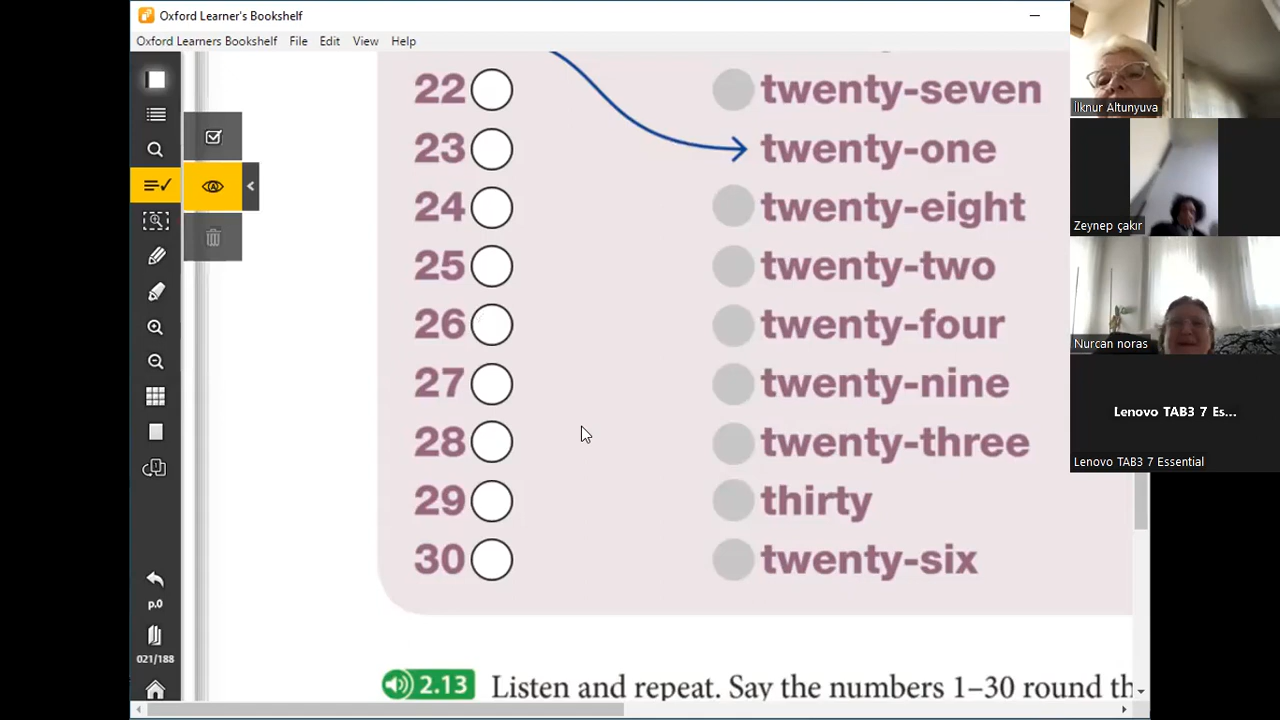 Oxford Learner's Bookshelf
Oxford Learners Bookshelf File Edit View Help
22 twenty-seven
23 twenty-one
24 twenty-eight
25 twenty-two
26 twenty-four
27 twenty-nine
28 twenty-three
29 thirty
30 twenty-six
2.13 Listen and repeat. Say the numbers 1–30 round th
p.0
021/188
İlknur Altunyuva
Zeynep çakır
Nurcan noras
Lenovo TAB3 7 Es...
Lenovo TAB3 7 Essential